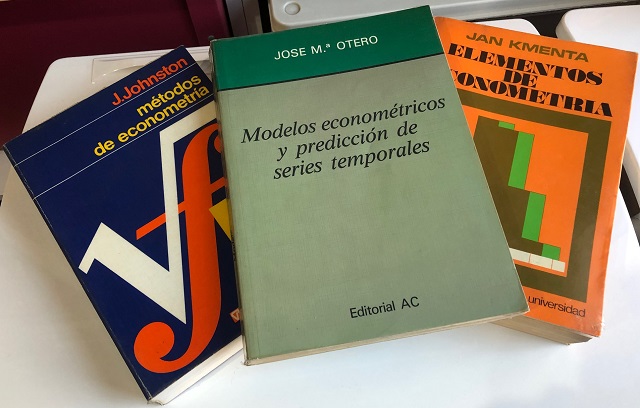 J. Johnston
métodos
de econometría
JOSE M.ª OTERO
Modelos econométricos
y predicción de
series temporales
Editorial AC
JAN KMENTA
ELEMENTOS
DE
ECONOMETRIA
universidad